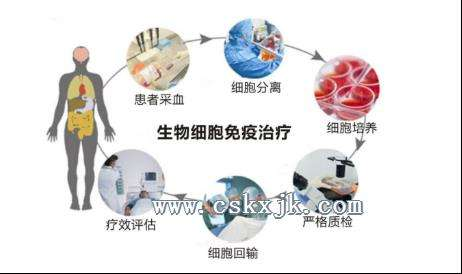 患者采血
细胞分离
细胞培养
生物细胞免疫治疗
www.cskxjk.com
疗效评估
严格质检
细胞回输